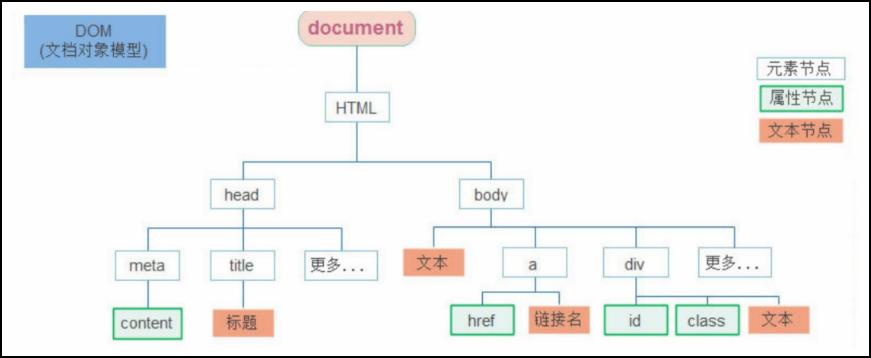 DOM
(文档对象模型)
document
元素节点
属性节点
文本节点
HTML
head
body
meta
title
更多...
文本
a
div
更多...
content
标题
href
链接名
id
class
文本